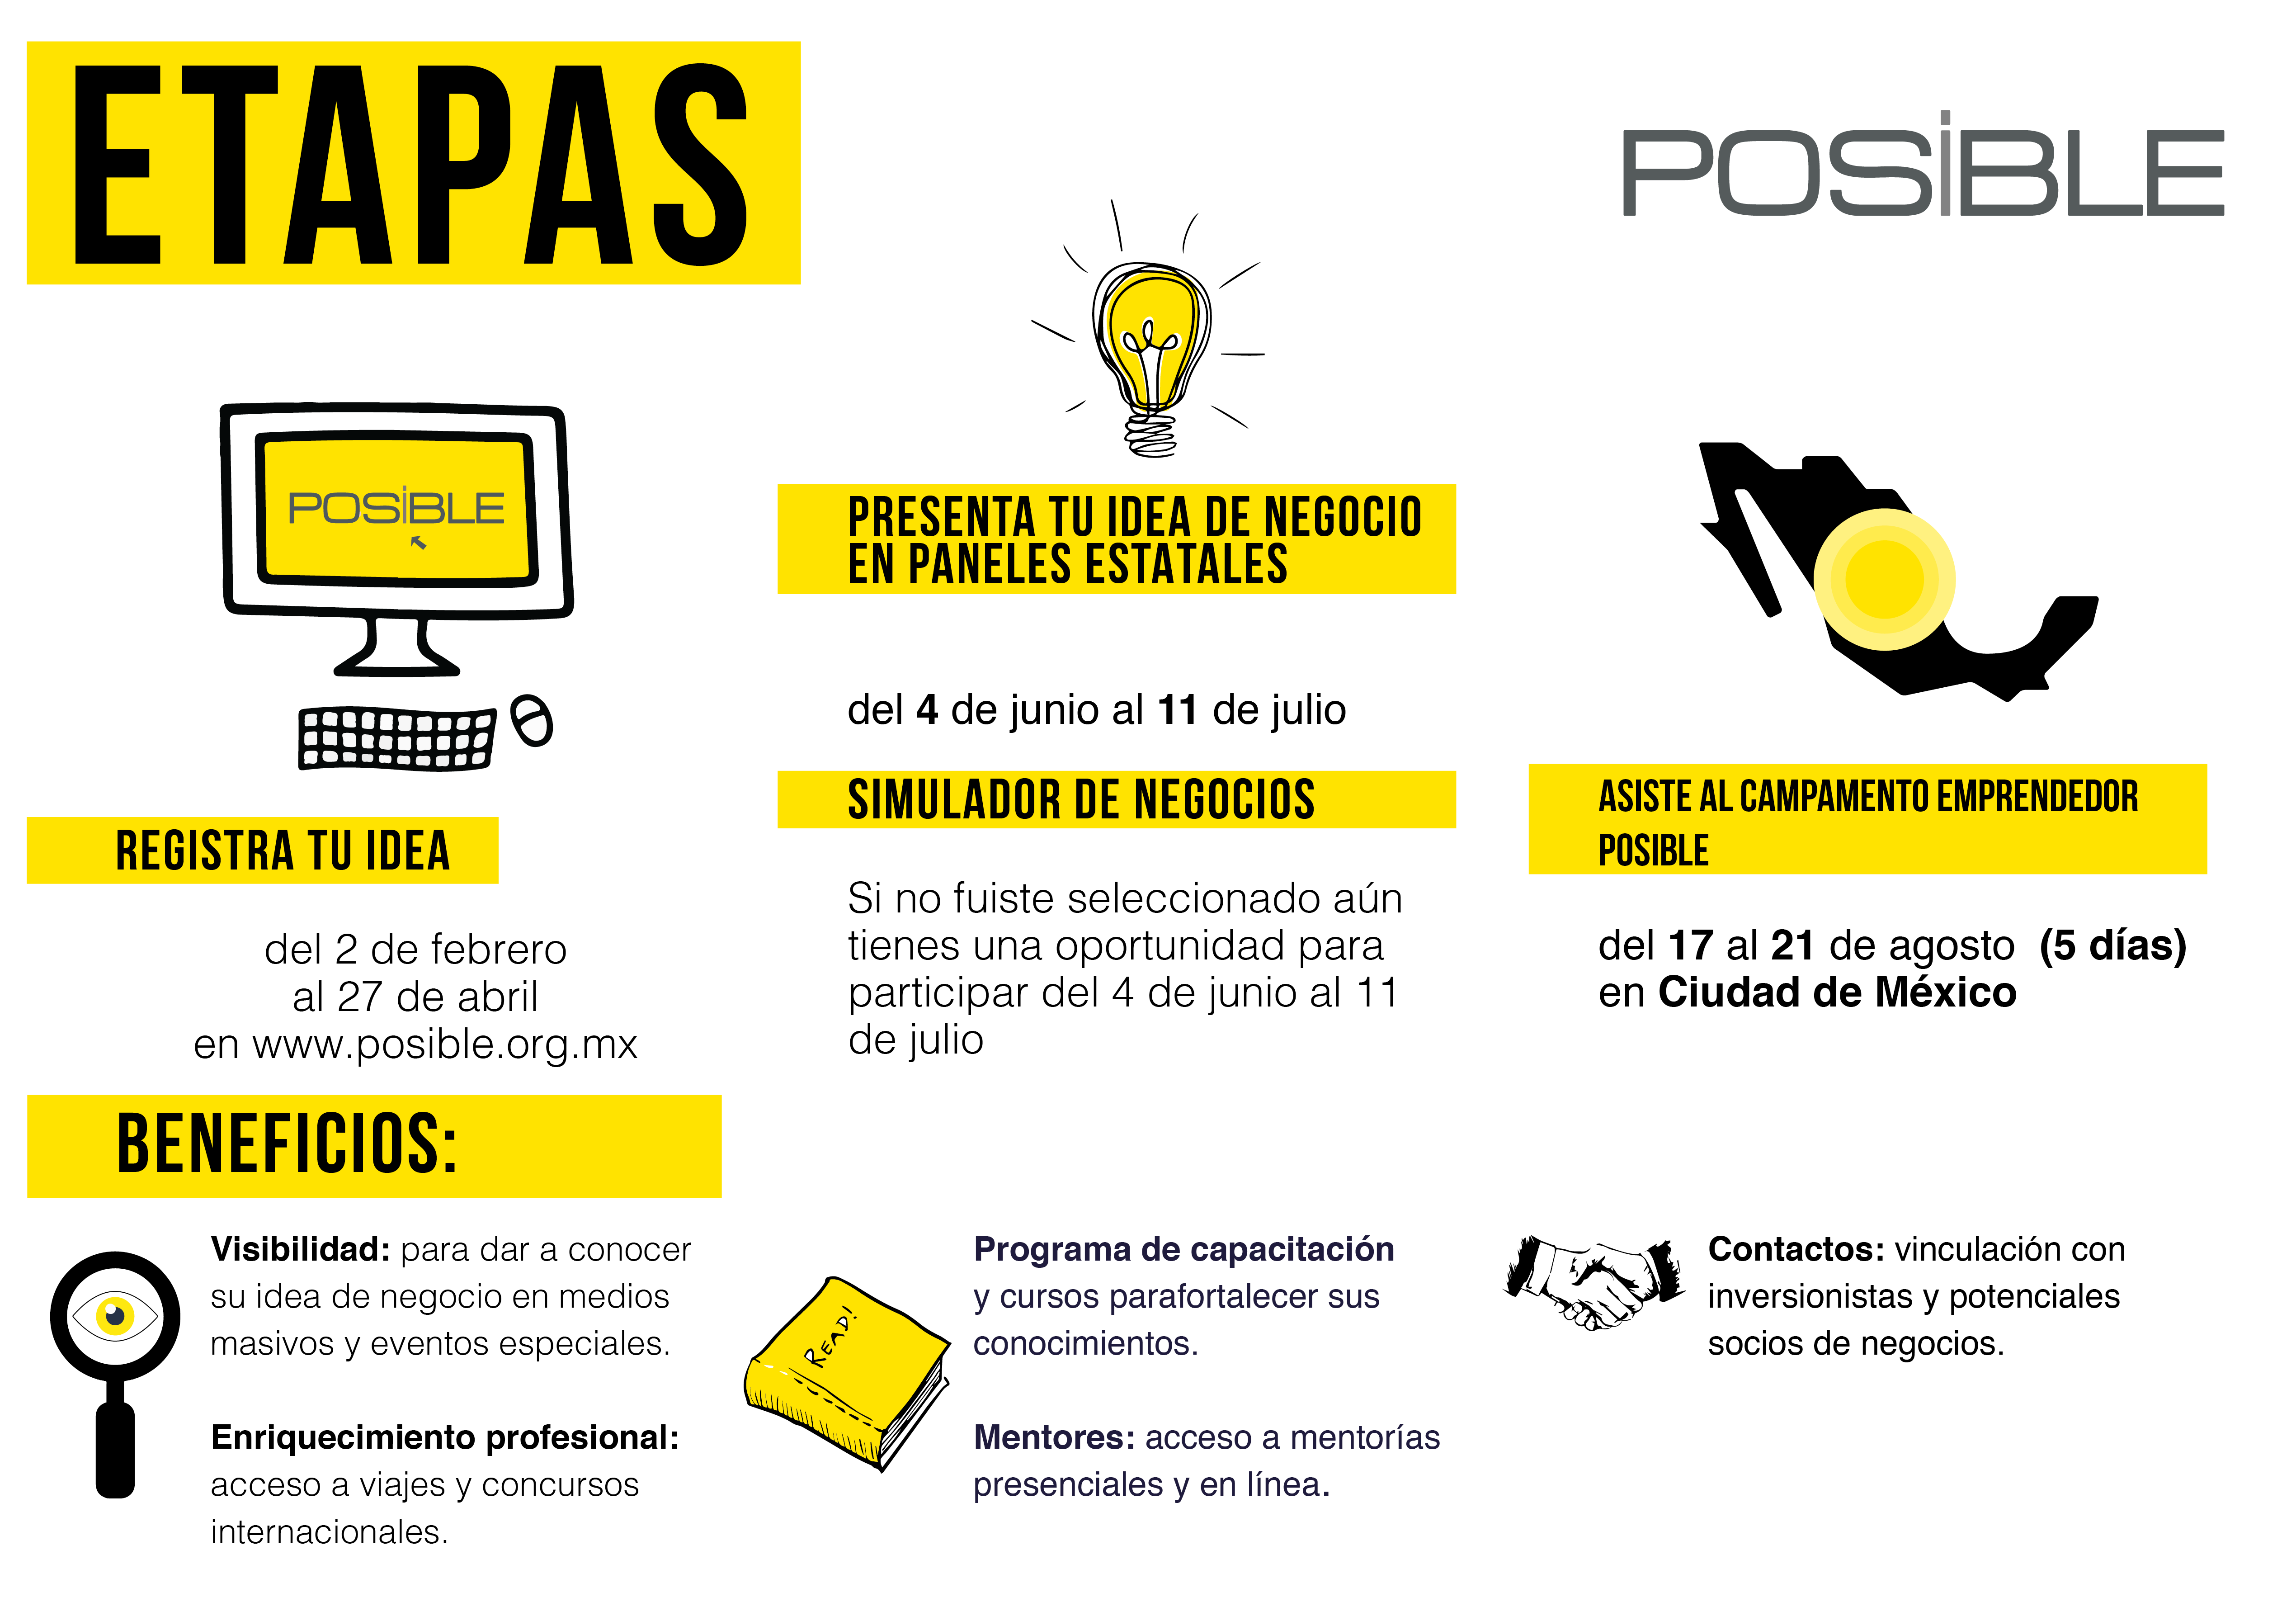 ETAPAS
POSiBLE
POSiBLE
REGISTRA TU IDEA
del 2 de febrero
al 27 de abril
en www.posible.org.mx
PRESENTA TU IDEA DE NEGOCIO
EN PANELES ESTATALES
del 4 de junio al 11 de julio
SIMULADOR DE NEGOCIOS
Si no fuiste seleccionado aún
tienes una oportunidad para
participar del 4 de junio al 11
de julio
ASISTE AL CAMPAMENTO EMPRENDEDOR
POSIBLE
del 17 al 21 de agosto (5 días)
en Ciudad de México
BENEFICIOS:
Visibilidad: para dar a conocer
su idea de negocio en medios
masivos y eventos especiales.
Enriquecimiento profesional:
acceso a viajes y concursos
internacionales.
READ!
Programa de capacitación
y cursos parafortalecer sus
conocimientos.
Mentores: acceso a mentorías
presenciales y en línea.
Contactos: vinculación con
inversionistas y potenciales
socios de negocios.